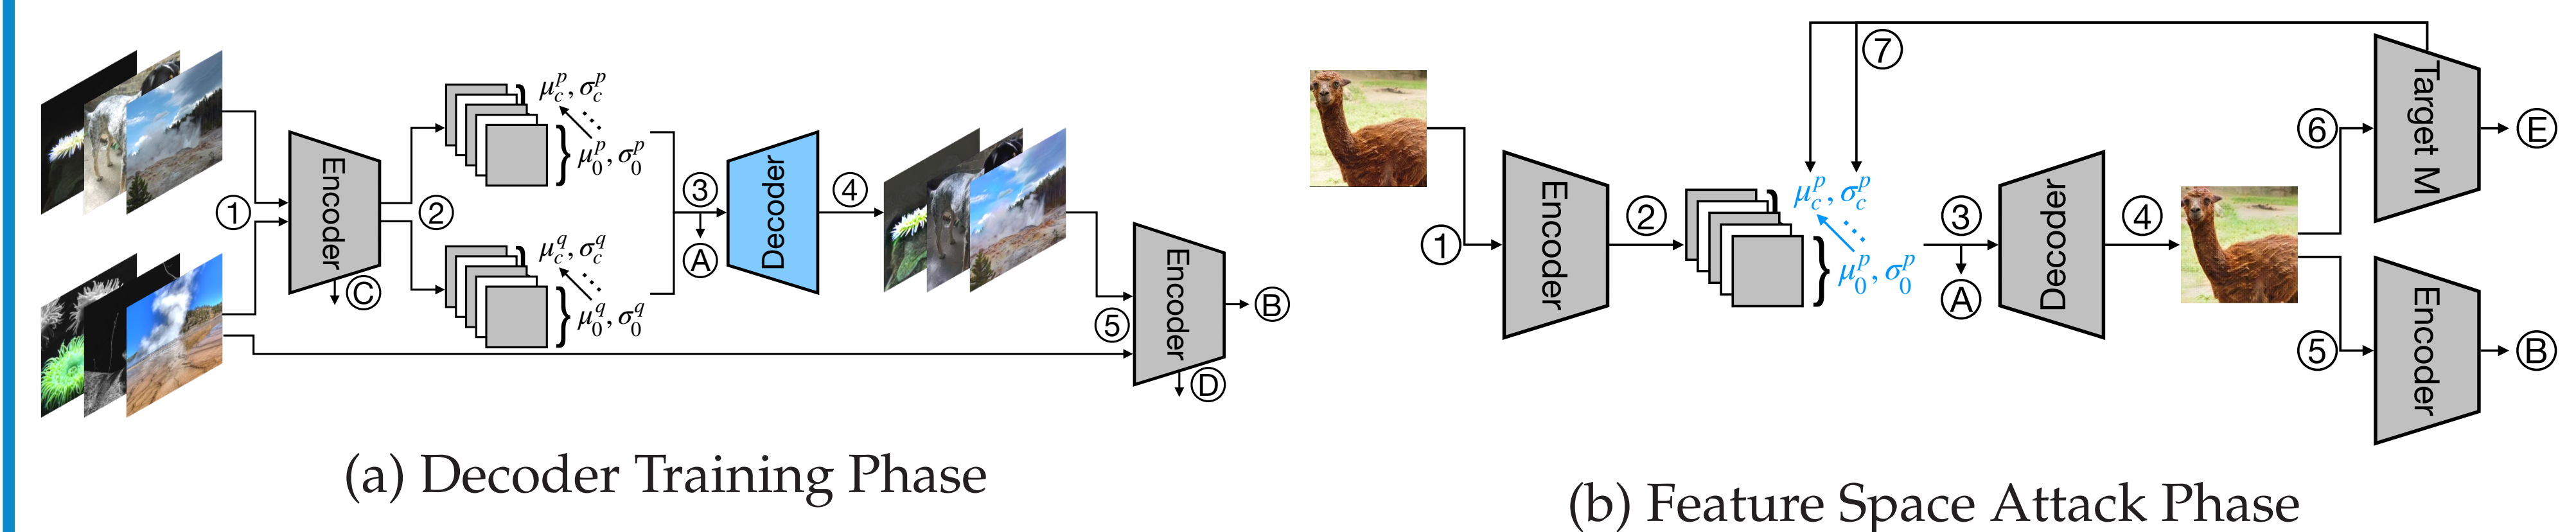 ① Encoder Ⓒ ②
μ_c^p, σ_c^p
μ_0^p, σ_0^p
μ_c^q, σ_c^q
μ_0^q, σ_0^q
③ Ⓐ Decoder ④
⑤ Encoder Ⓑ Ⓓ
(a) Decoder Training Phase
① Encoder ②
⑦
μ_c^p, σ_c^p
μ_0^p, σ_0^p
③ Ⓐ Decoder ④
⑥ Target M Ⓔ
⑤ Encoder Ⓑ
(b) Feature Space Attack Phase